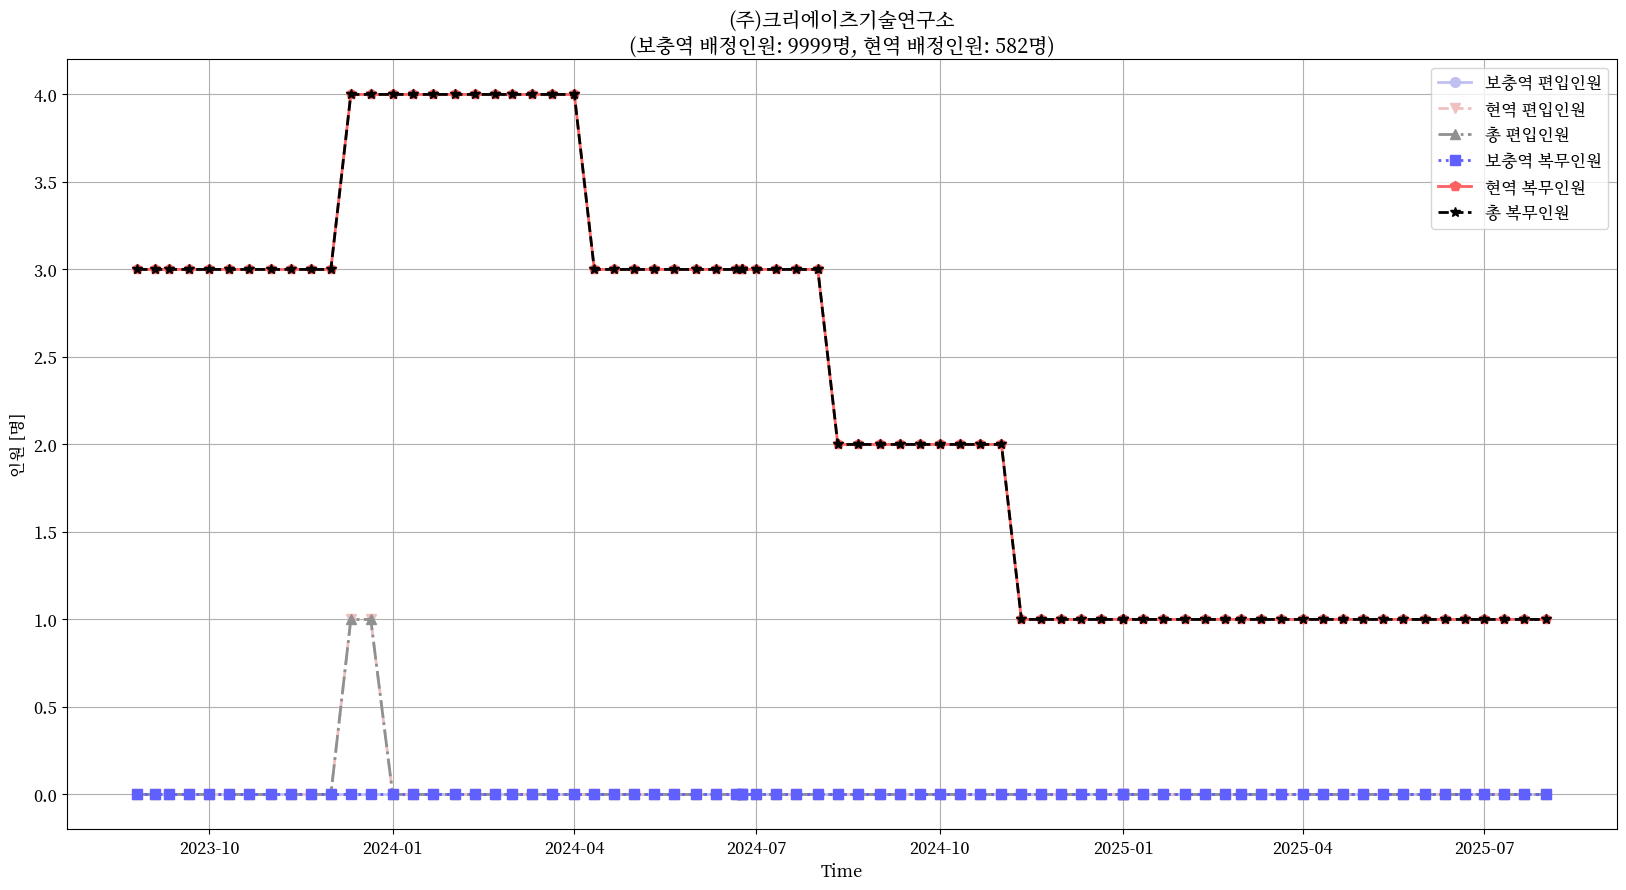 (주)크리에이츠기술연구소
(보충역 배정인원: 9999명, 현역 배정인원: 582명)
보충역 편입인원
현역 편입인원
총 편입인원
보충역 복무인원
현역 복무인원
총 복무인원
인원 [명]
4.0
3.5
3.0
2.5
2.0
1.5
1.0
0.5
0.0
2023-10
2024-01
2024-04
2024-07
2024-10
2025-01
2025-04
2025-07
Time